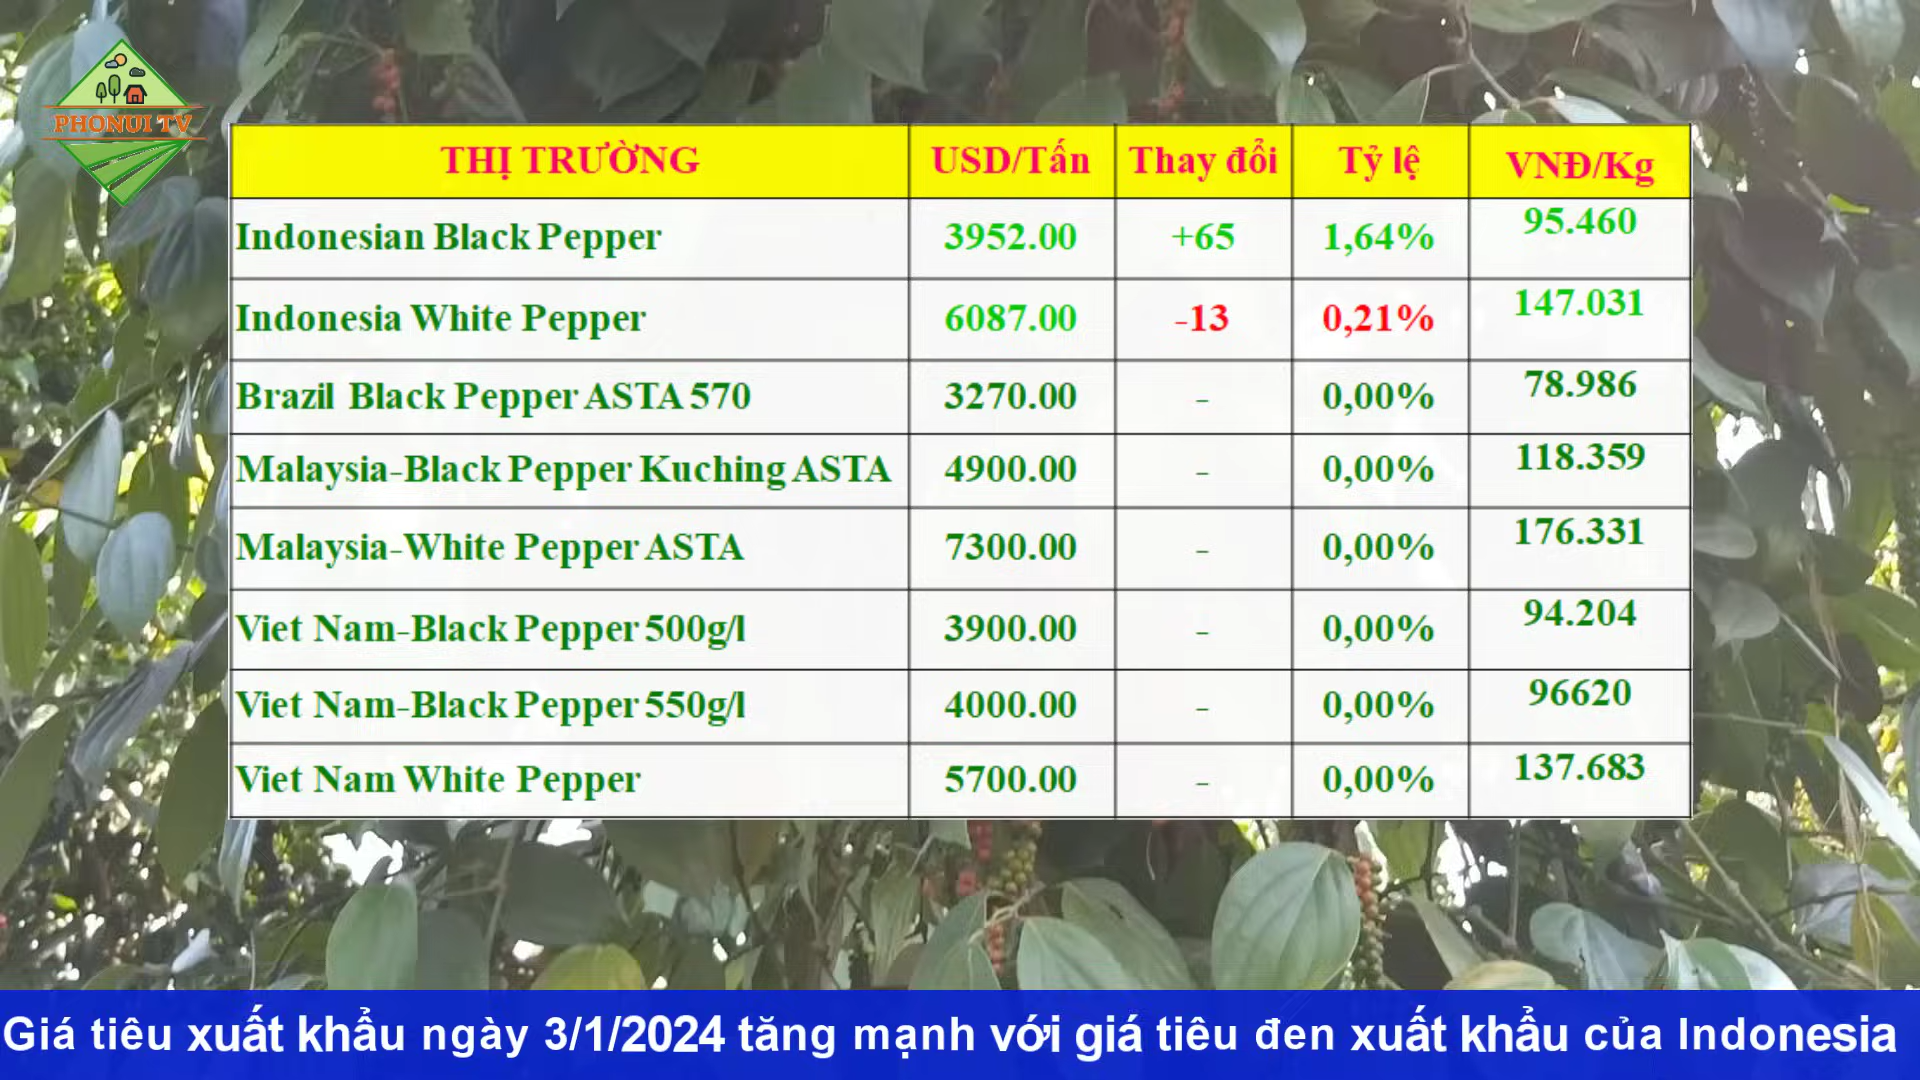 PHONUI TV
THỊ TRƯỜNG USD/Tấn Thay đổi Tỷ lệ VNĐ/Kg
Indonesian Black Pepper 3952.00 +65 1,64% 95.460
Indonesia White Pepper 6087.00 -13 0,21% 147.031
Brazil Black Pepper ASTA 570 3270.00 - 0,00% 78.986
Malaysia-Black Pepper Kuching ASTA 4900.00 - 0,00% 118.359
Malaysia-White Pepper ASTA 7300.00 - 0,00% 176.331
Viet Nam-Black Pepper 500g/l 3900.00 - 0,00% 94.204
Viet Nam-Black Pepper 550g/l 4000.00 - 0,00% 96620
Viet Nam White Pepper 5700.00 - 0,00% 137.683
Giá tiêu xuất khẩu ngày 3/1/2024 tăng mạnh với giá tiêu đen xuất khẩu của Indonesia